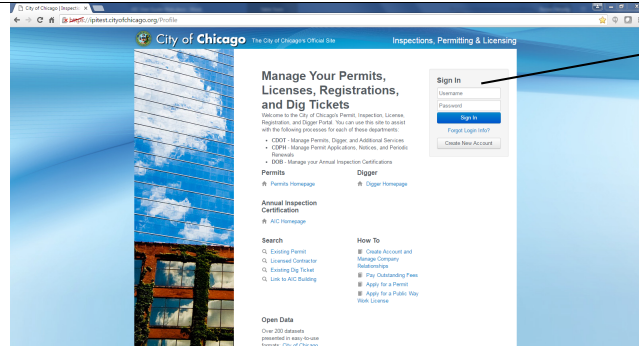 City of Chicago | Inspecti
https://ipitest.cityofchicago.org/Profile
City of Chicago The City of Chicago's Official Site Inspections, Permitting & Licensing
Manage Your Permits,
Licenses, Registrations,
and Dig Tickets
Welcome to the City of Chicago's Permit, Inspection, License,
Registration, and Digger Portal. You can use this site to assist
with the following processes for each of these departments:
• CDOT - Manage Permits, Digger, and Additional Services
• CDPH - Manage Permit Applications, Notices, and Periodic
Renewals
• DOB - Manage your Annual Inspection Certifications
Sign In
Username
Password
Sign In
Forgot Login Info?
Create New Account
Permits
Permits Homepage
Digger
Digger Homepage
Annual Inspection
Certification
AIC Homepage
Search
Existing Permit
Licensed Contractor
Existing Dig Ticket
Link to AIC Building
How To
Create Account and
Manage Company
Relationships
Pay Outstanding Fees
Apply for a Permit
Apply for a Public Way
Work License
Open Data
Over 200 datasets
presented in easy-to-use
formats. City of Chicago